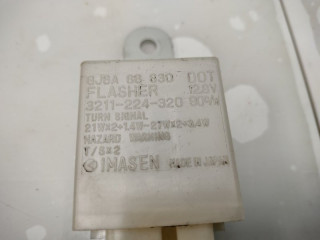 BJ8A 66 830 DOT
FLASHER 12.8V
3211-224-320
TURN SIGNAL
21W×2+1.4W-27W×2+3.4W
HAZARD WARNING
T/S×2
IMASEN MADE IN JAPAN